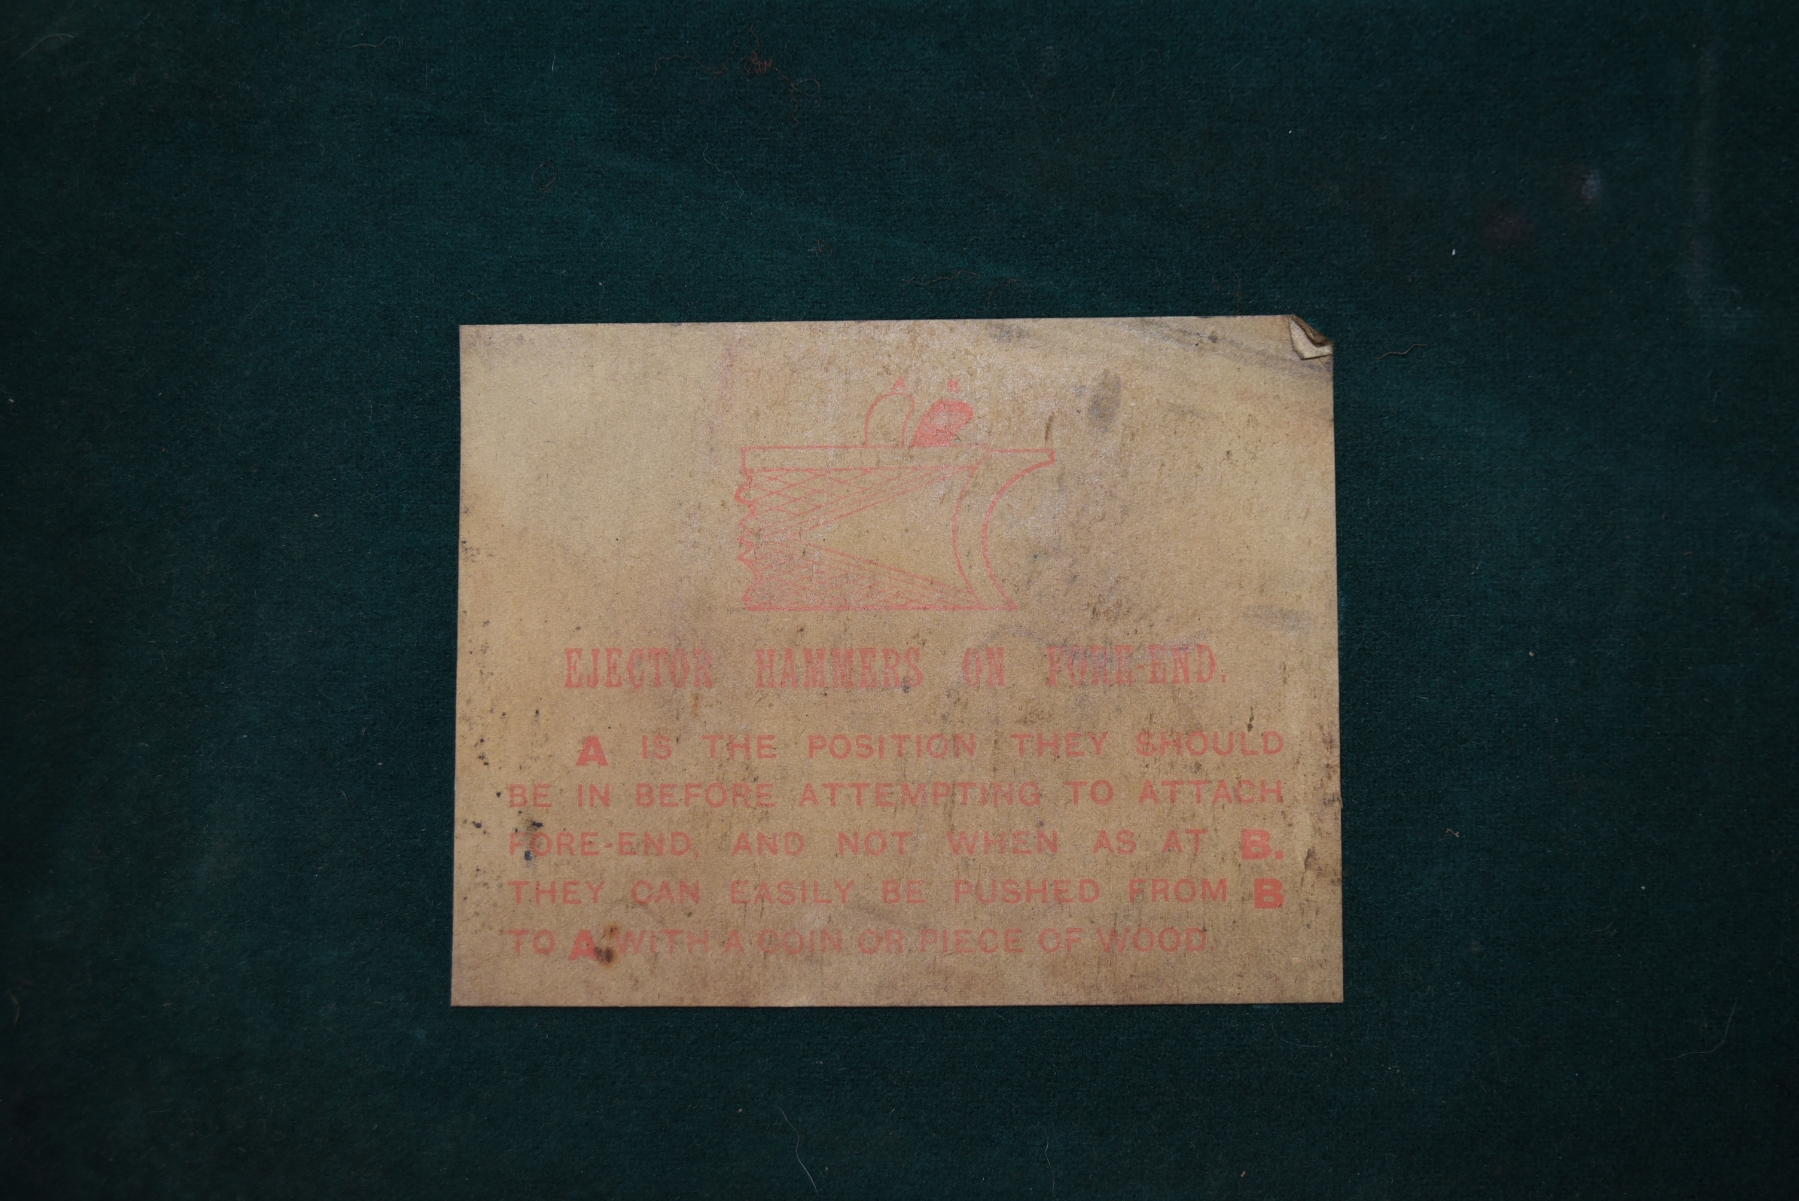 EJECTOR HAMMERS ON FORE-END.
A IS THE POSITION THEY SHOULD
BE IN BEFORE ATTEMPTING TO ATTACH
FORE-END, AND NOT WHEN AS AT B.
THEY CAN EASILY BE PUSHED FROM B
TO A WITH A COIN OR PIECE OF WOOD.